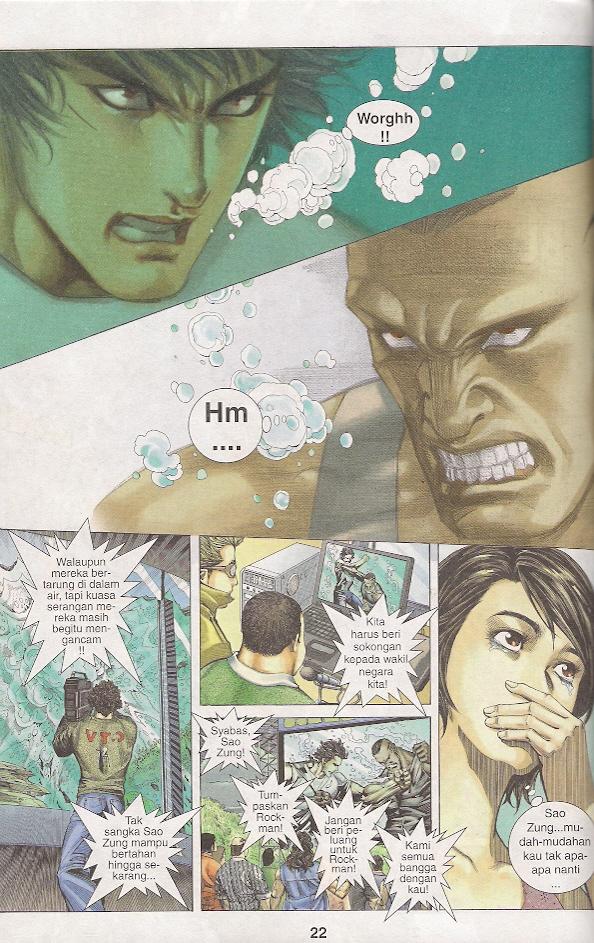 Worghh
!!
Hm
....
Walaupun
mereka ber-
tarung di dalam
air, tapi kuasa
serangan me-
reka masih
begitu men-
gancam
!!
CTV
Tak
sangka Sao
Zung mampu
bertahan
hingga se-
karang...
Kita
harus beri
sokongan
kepada wakil
negara
kita!
Syabas,
Sao
Zung!
Tum-
paskan
Rock-
man!
Jangan
beri pe-
luang
untuk
Rock-
man!
Kami
semua
bangga
dengan
kau!
Sao
Zung...mu-
dah-mudahan
kau tak apa-
apa nanti
...
22